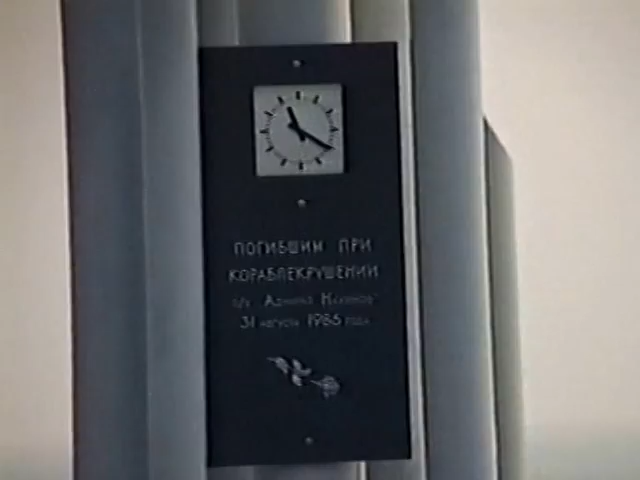 ПОГИБШИМ ПРИ
КОРАБЛЕКРУШЕНИИ
п/х "Адмирал Нахимов"
31 августа 1986 года